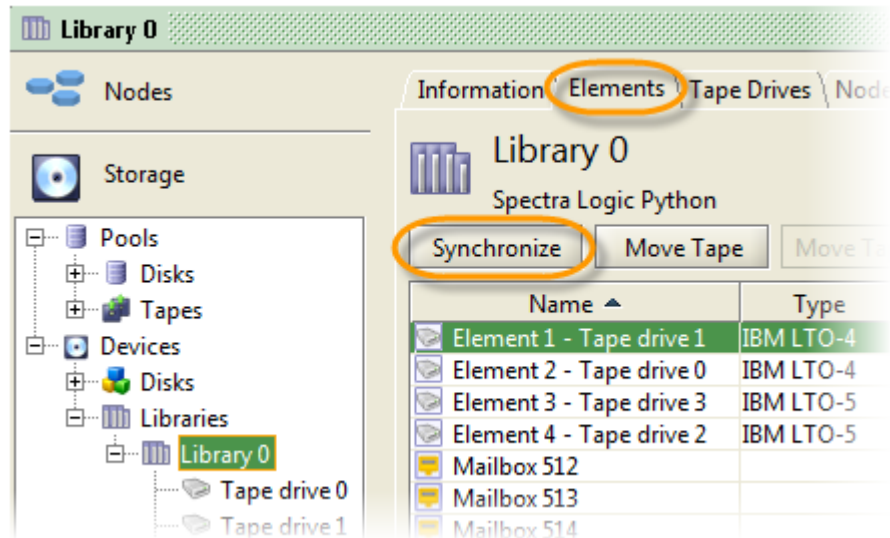 Library 0
Nodes
Storage
Pools
Disks
Tapes
Devices
Disks
Libraries
Library 0
Tape drive 0
Tape drive 1
Information Elements Tape Drives Node
Library 0
Spectra Logic Python
Synchronize Move Tape Move Ta
Name Type
Element 1 - Tape drive 1 IBM LTO-4
Element 2 - Tape drive 0 IBM LTO-4
Element 3 - Tape drive 3 IBM LTO-5
Element 4 - Tape drive 2 IBM LTO-5
Mailbox 512
Mailbox 513
Mailbox 514